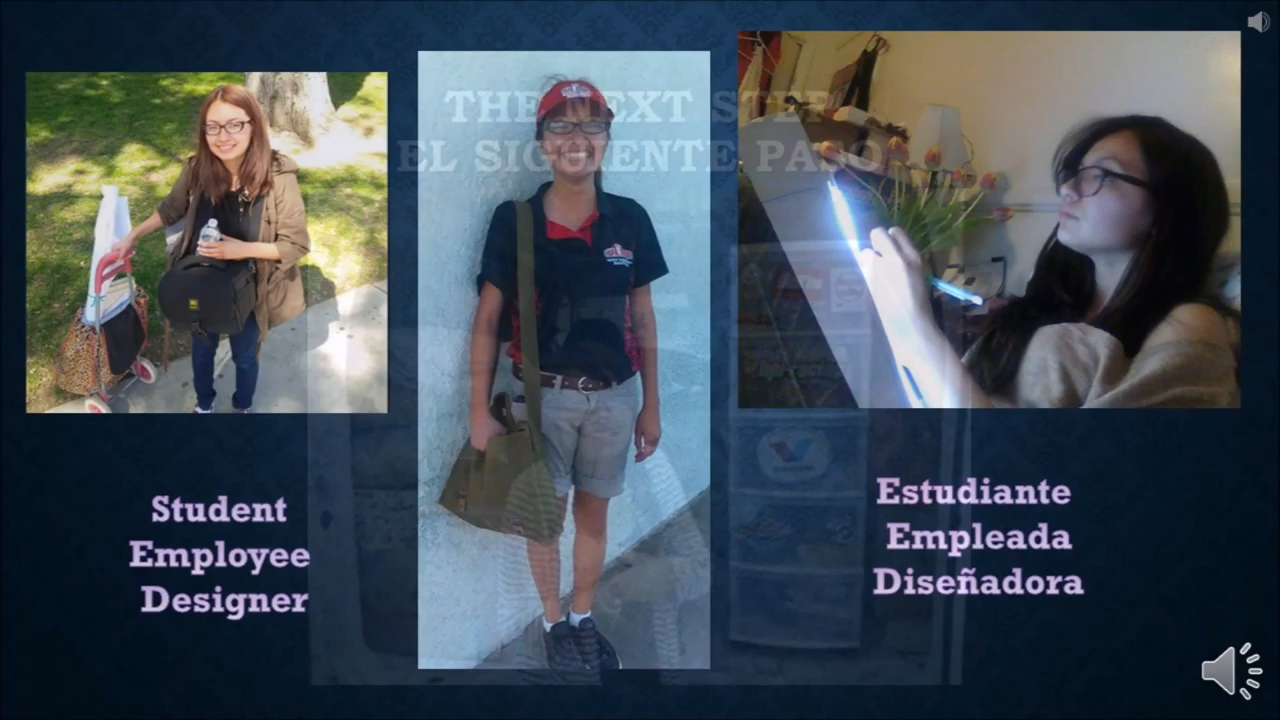 THE NEXT STEP
EL SIGUIENTE PASO
Student
Employee
Designer
Estudiante
Empleada
Diseñadora